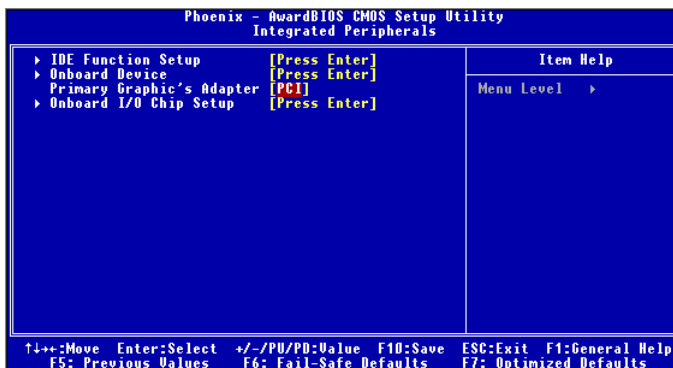 Phoenix - AwardBIOS CMOS Setup Utility
Integrated Peripherals
▸ IDE Function Setup [Press Enter]
▸ Onboard Device [Press Enter]
Primary Graphic's Adapter [PCI]
▸ Onboard I/O Chip Setup [Press Enter]
Item Help
Menu Level ▸
↑↓→←:Move Enter:Select +/-/PU/PD:Value F10:Save ESC:Exit F1:General Help
F5: Previous Values F6: Fail-Safe Defaults F7: Optimized Defaults